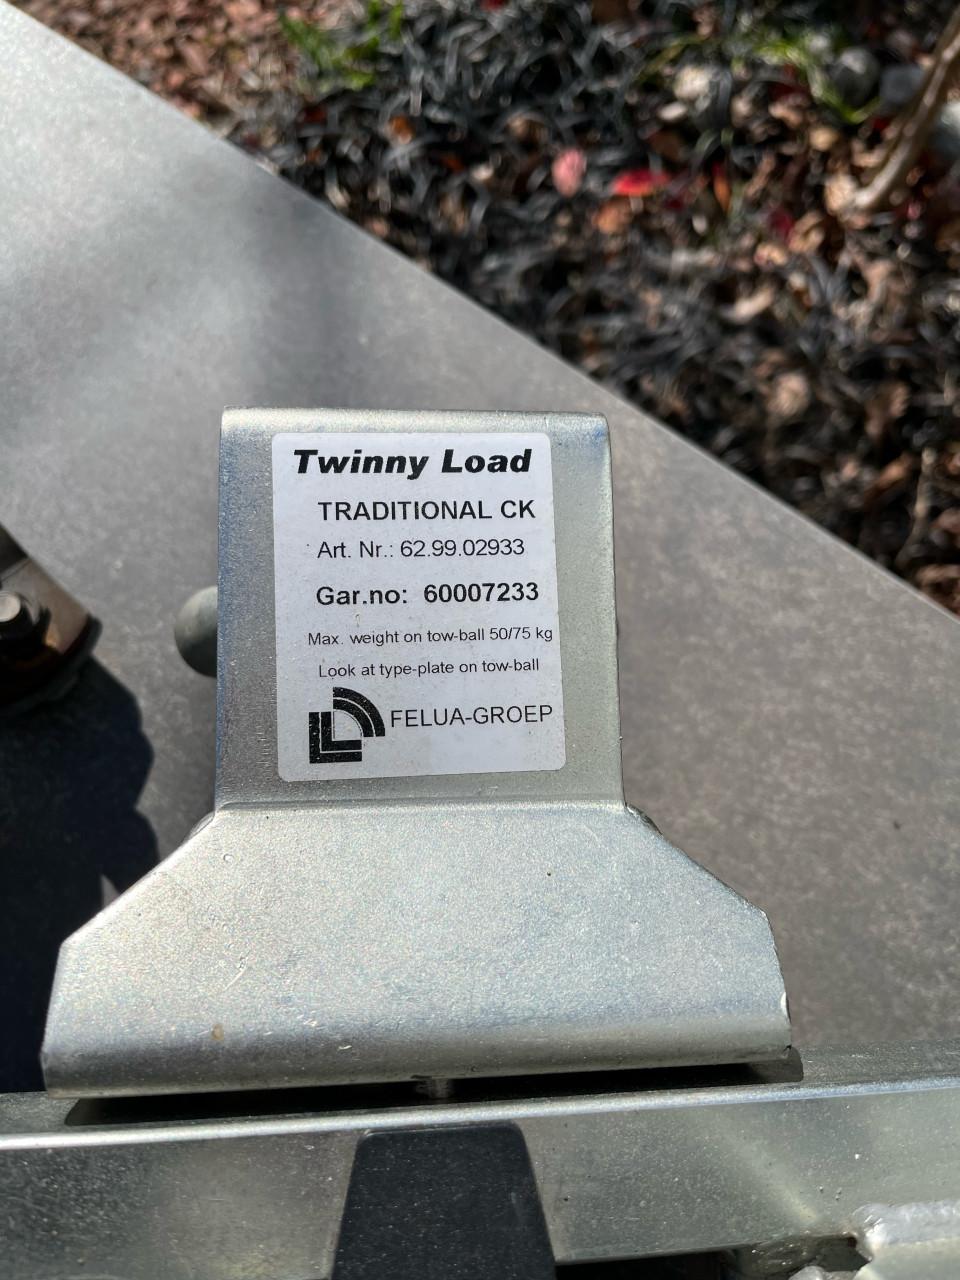 Twinny Load
TRADITIONAL CK
Art. Nr.: 62.99.02933
Gar.no: 60007233
Max. weight on tow-ball 50/75 kg
Look at type-plate on tow-ball
FELUA-GROEP